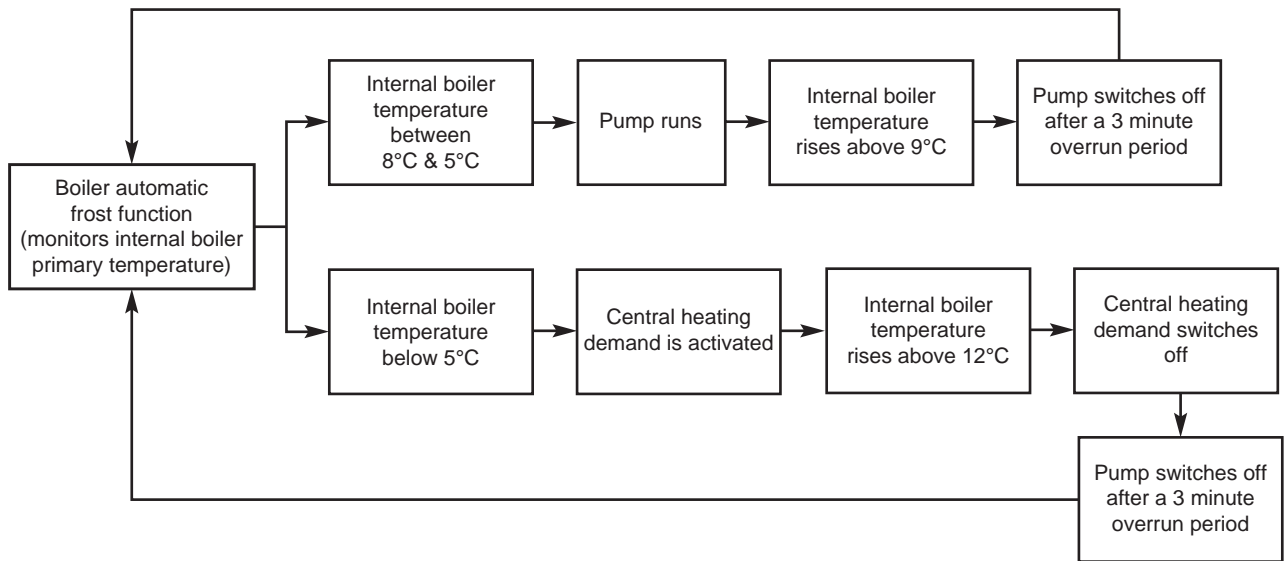 Boiler automatic
frost function
(monitors internal boiler
primary temperature)
Internal boiler
temperature
between
8°C & 5°C
Pump runs
Internal boiler
temperature
rises above 9°C
Pump switches off
after a 3 minute
overrun period
Internal boiler
temperature
below 5°C
Central heating
demand is activated
Internal boiler
temperature
rises above 12°C
Central heating
demand switches
off
Pump switches off
after a 3 minute
overrun period